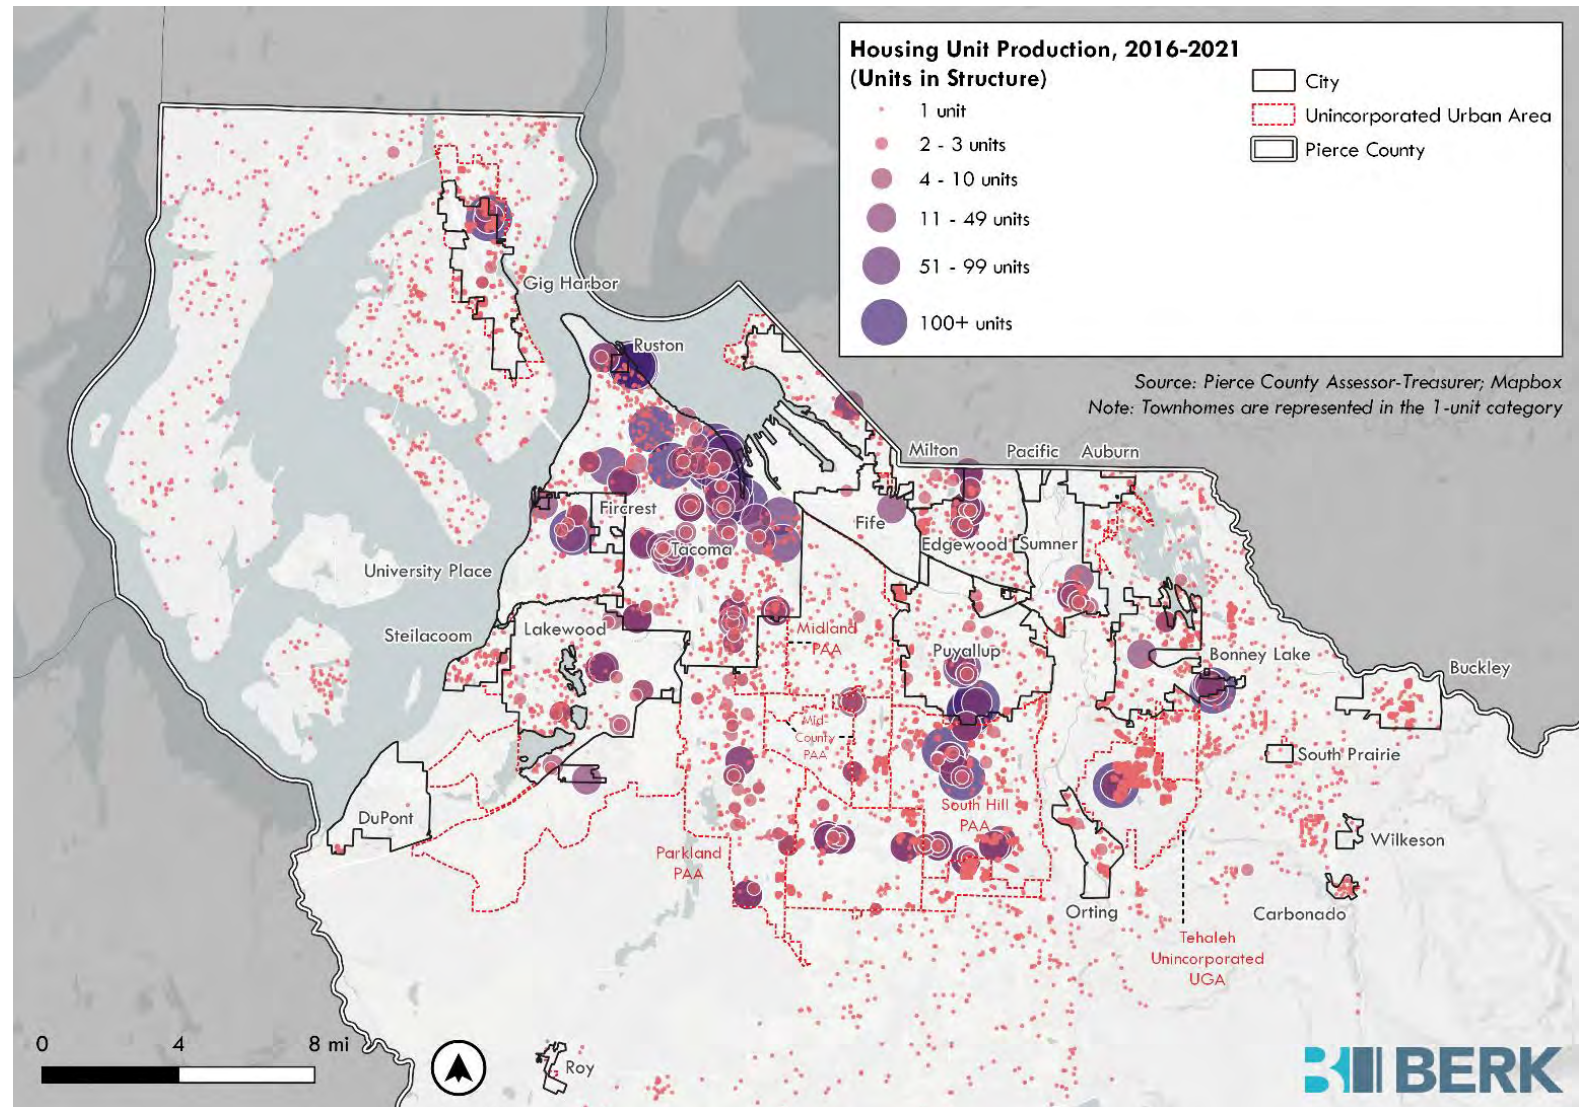 Housing Unit Production, 2016-2021
(Units in Structure)
1 unit
2 - 3 units
4 - 10 units
11 - 49 units
51 - 99 units
100+ units
City
Unincorporated Urban Area
Pierce County
Source: Pierce County Assessor-Treasurer; Mapbox
Note: Townhomes are represented in the 1-unit category
Gig Harbor
Ruston
Milton
Pacific
Auburn
Fircrest
Fife
Tacoma
Edgewood
Sumner
University Place
Steilacoom
Lakewood
Midland
PAA
Puyallup
Bonney Lake
Buckley
Mid-
County
PAA
South Prairie
DuPont
South Hill
PAA
Wilkeson
Parkland
PAA
Orting
Carbonado
Tehaleh
Unincorporated
UGA
0 4 8 mi
Roy
BERK